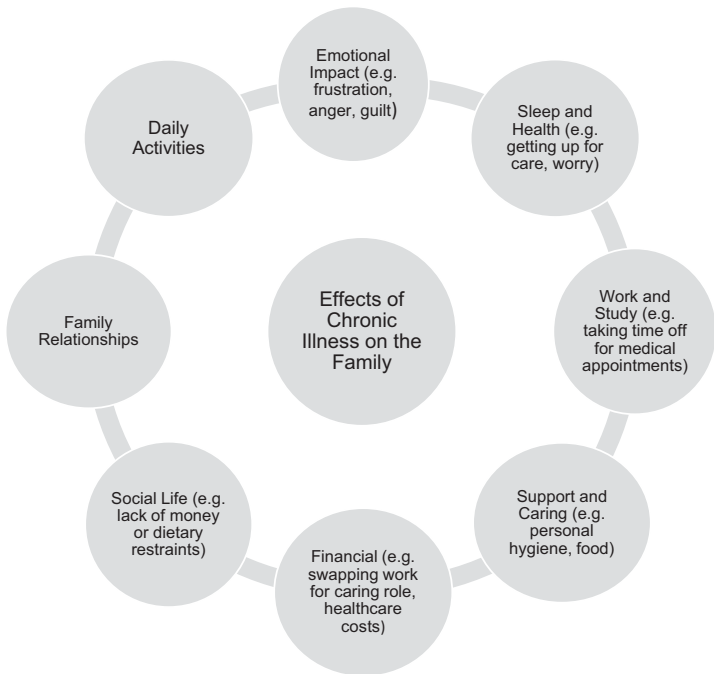 Emotional
Impact (e.g.
frustration,
anger, guilt)
Sleep and
Health (e.g.
getting up for
care, worry)
Work and
Study (e.g.
taking time off
for medical
appointments)
Support and
Caring (e.g.
personal
hygiene, food)
Financial (e.g.
swapping work
for caring role,
healthcare
costs)
Social Life (e.g.
lack of money
or dietary
restraints)
Family
Relationships
Daily
Activities
Effects of
Chronic
Illness on the
Family